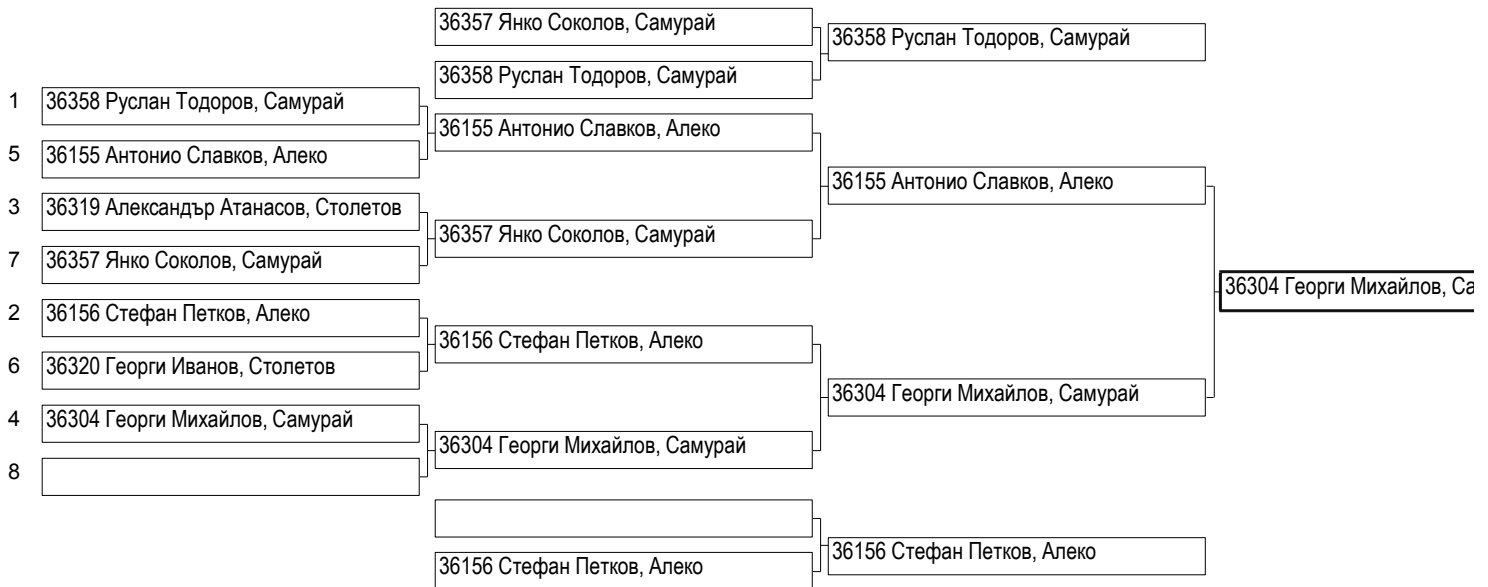 36357 Янко Соколов, Самурай
36358 Руслан Тодоров, Самурай
36358 Руслан Тодоров, Самурай
1 36358 Руслан Тодоров, Самурай
36155 Антонио Славков, Алеко
5 36155 Антонио Славков, Алеко
36155 Антонио Славков, Алеко
3 36319 Александър Атанасов, Столетов
36357 Янко Соколов, Самурай
7 36357 Янко Соколов, Самурай
36304 Георги Михайлов, Са
2 36156 Стефан Петков, Алеко
36156 Стефан Петков, Алеко
6 36320 Георги Иванов, Столетов
36304 Георги Михайлов, Самурай
4 36304 Георги Михайлов, Самурай
36304 Георги Михайлов, Самурай
8
36156 Стефан Петков, Алеко
36156 Стефан Петков, Алеко